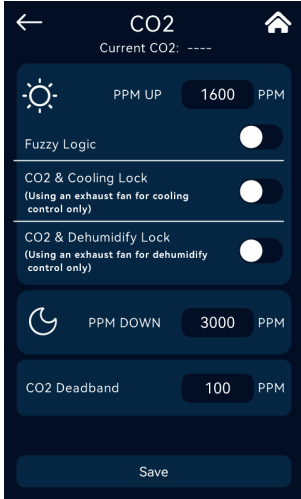 CO2
Current CO2: ----
PPM UP 1600 PPM
Fuzzy Logic
CO2 & Cooling Lock
(Using an exhaust fan for cooling
control only)
CO2 & Dehumidify Lock
(Using an exhaust fan for dehumidify
control only)
PPM DOWN 3000 PPM
CO2 Deadband 100 PPM
Save